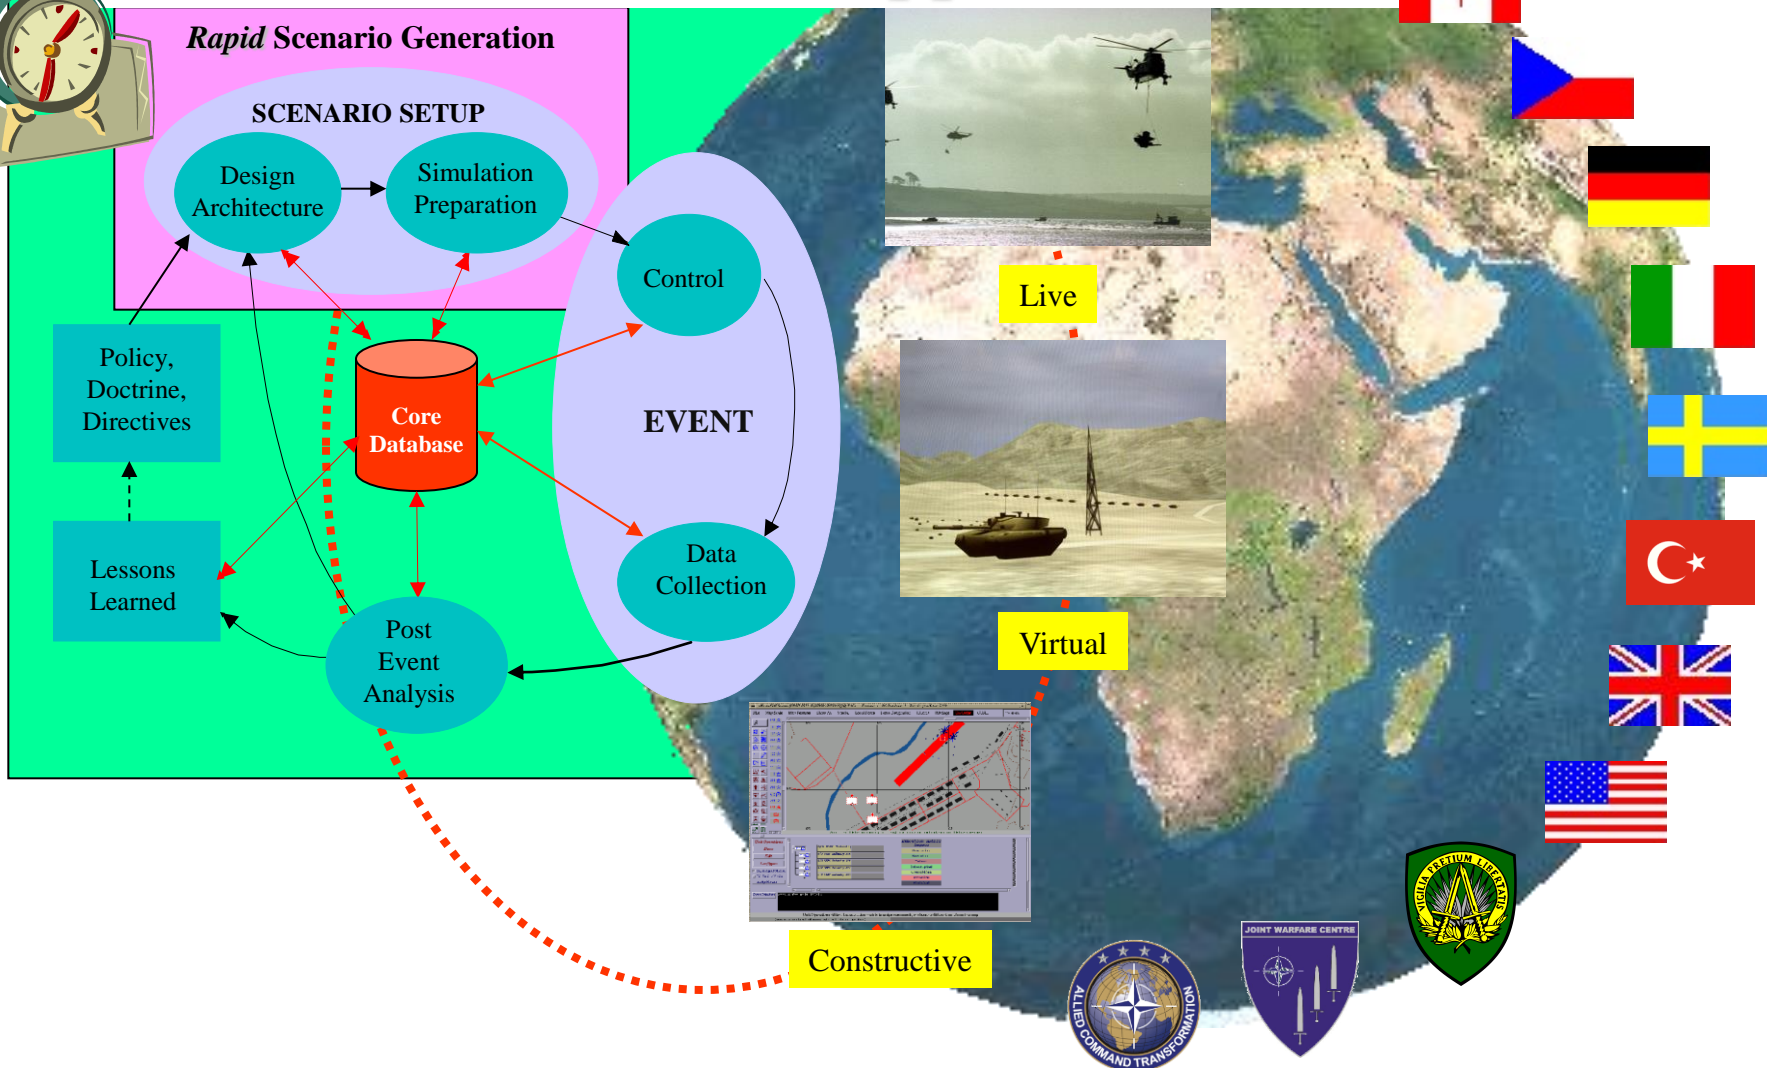 Rapid Scenario Generation
SCENARIO SETUP
Design
Architecture
Simulation
Preparation
Control
EVENT
Data
Collection
Policy,
Doctrine,
Directives
Core
Database
Lessons
Learned
Post
Event
Analysis
Live
Virtual
Constructive
ALLIED COMMAND TRANSFORMATION
JOINT WARFARE CENTRE
VIGILIA PRETIUM LIBERTATIS